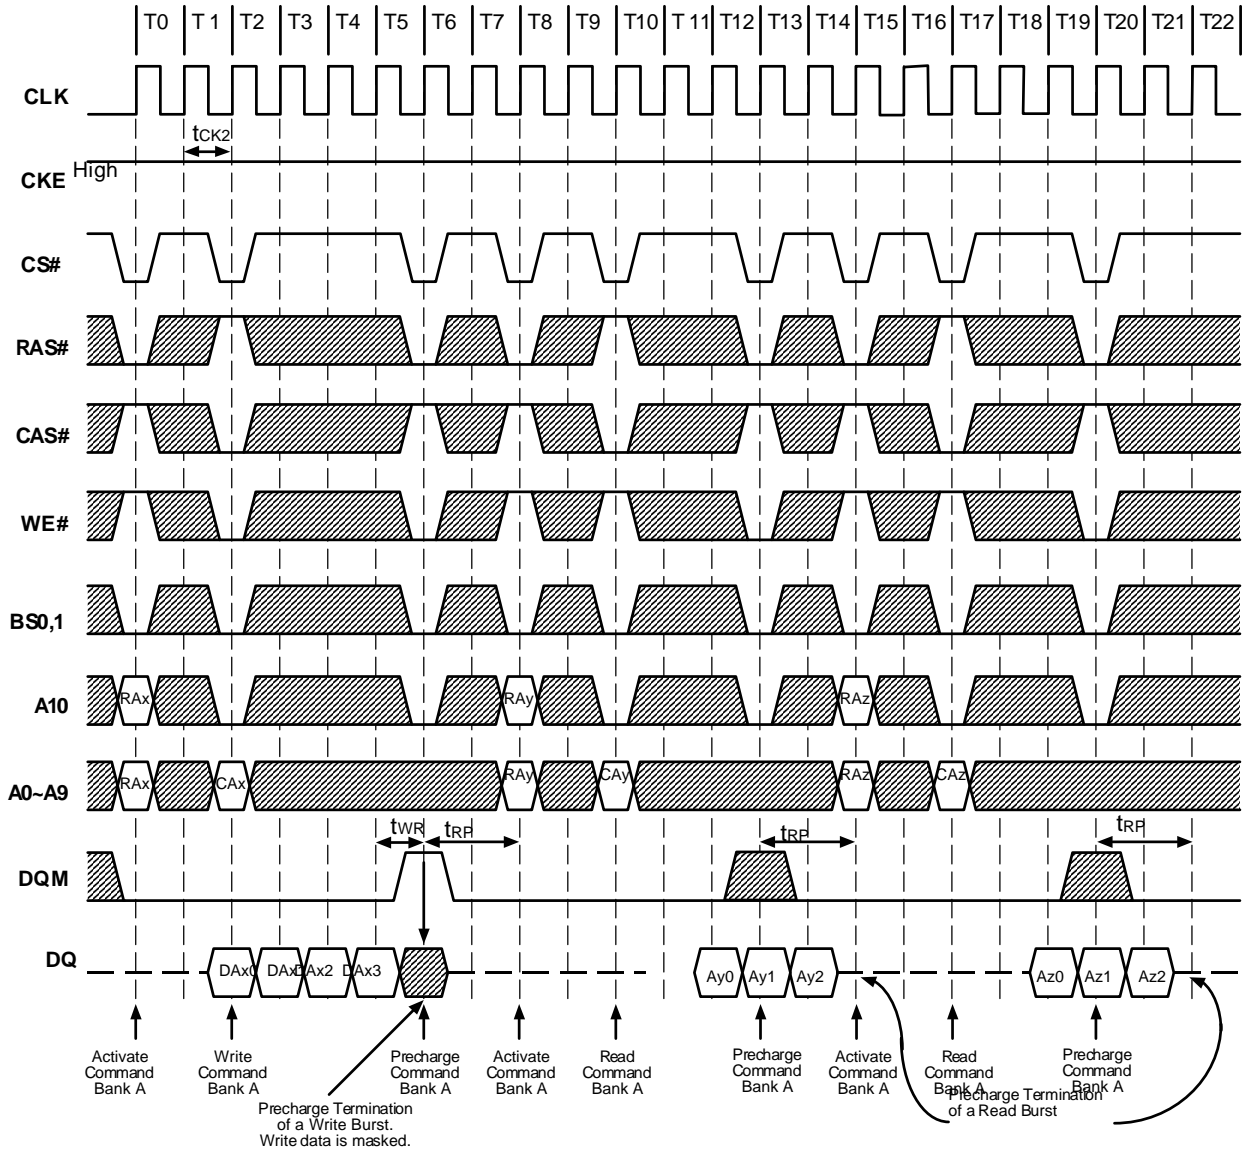 T0 T 1 T2 T3 T4 T5 T6 T7 T8 T9 T10 T 11 T12 T13 T14 T15 T16 T17 T18 T19 T20 T21 T22
CLK
tCK2
High
CKE
CS#
RAS#
CAS#
WE#
BS0,1
A10
RAx RAy RAz
A0~A9
RAx CAx RAy CAy RAz CAz
tWR tRP tRP tRP
DQM
DQ
DAx0 DAx1 DAx2 DAx3 Ay0 Ay1 Ay2 Az0 Az1 Az2
Activate Write Precharge Activate Read Precharge Activate Read Precharge
Command Command Command Command Command Command Command Command Command
Bank A Bank A Bank A Bank A Bank A Bank A Bank A Bank A Bank A
Precharge Termination
of a Write Burst.
Write data is masked.
Precharge Termination
of a Read Burst